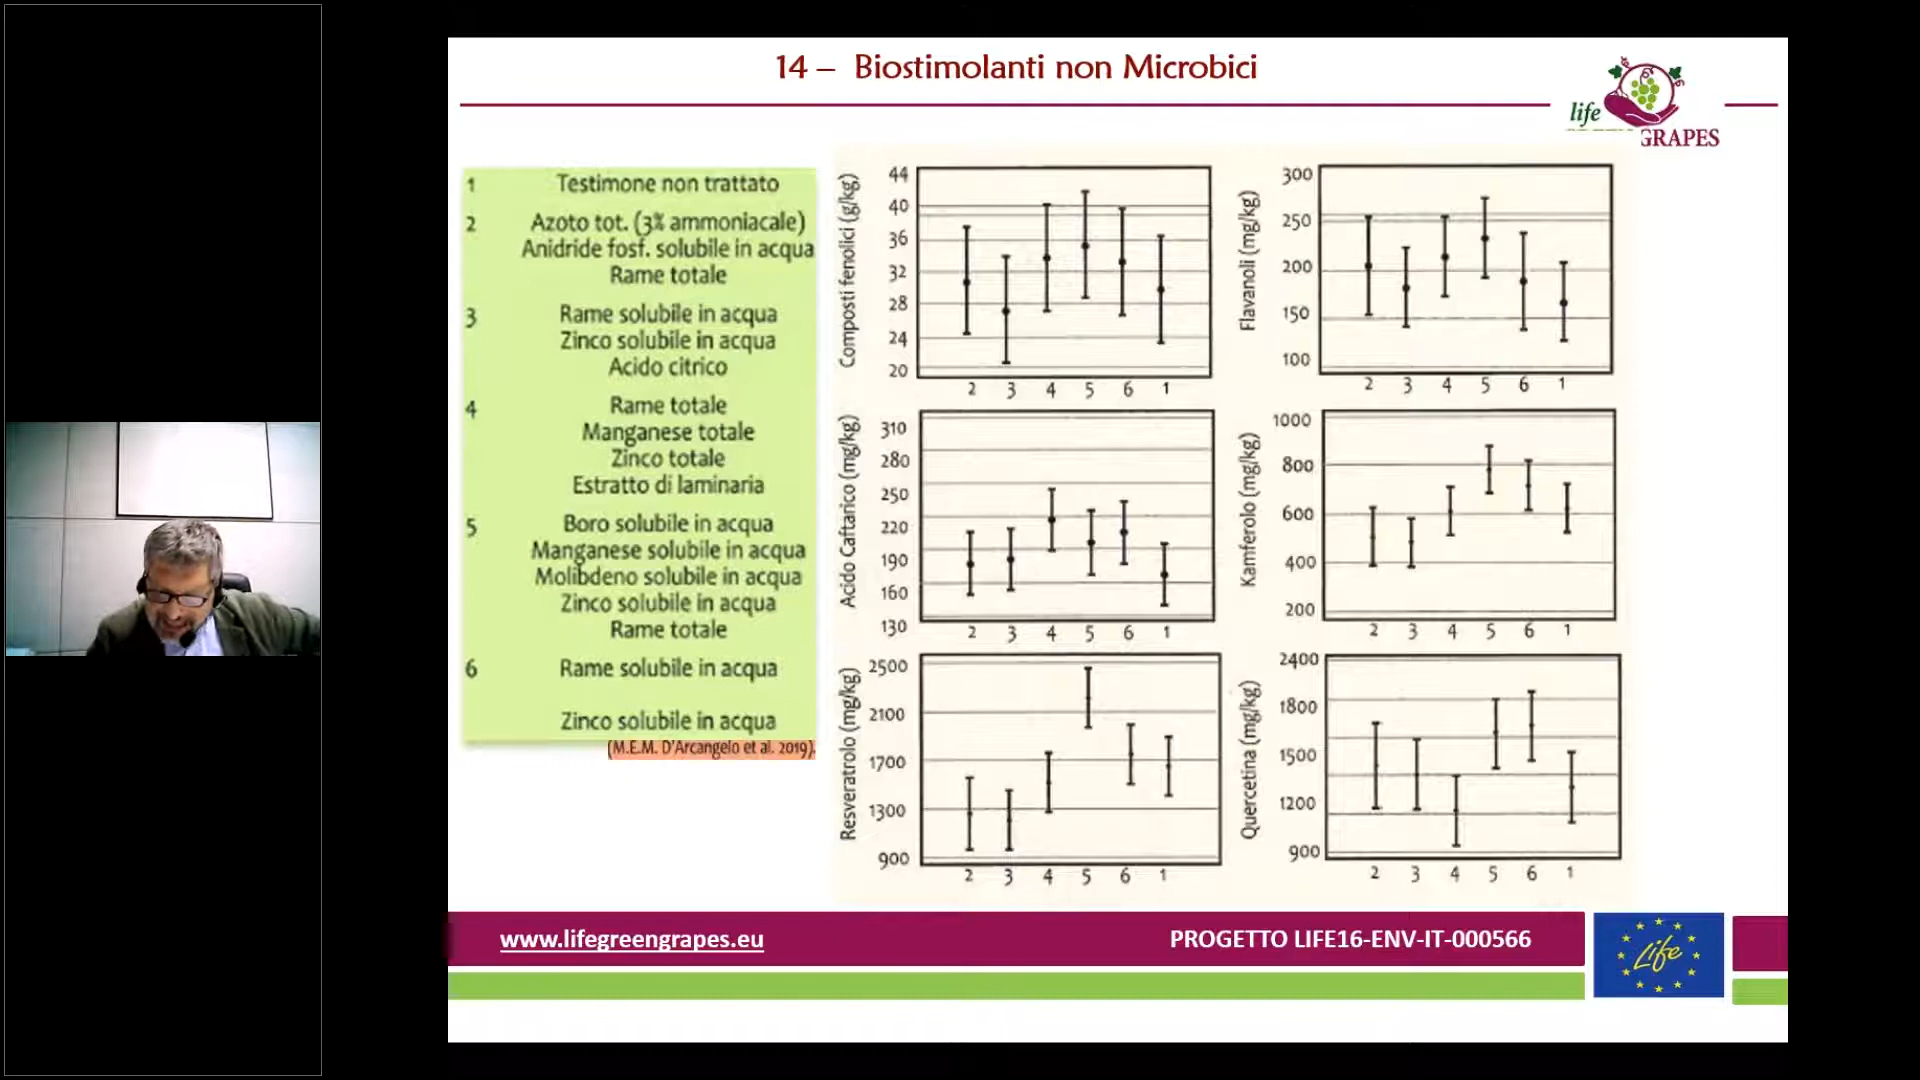 14 – Biostimolanti non Microbici
life
GRAPES
1 Testimone non trattato
2 Azoto tot. (3% ammoniacale)
Anidride fosf. solubile in acqua
Rame totale
3 Rame solubile in acqua
Zinco solubile in acqua
Acido citrico
4 Rame totale
Manganese totale
Zinco totale
Estratto di laminaria
5 Boro solubile in acqua
Manganese solubile in acqua
Molibdeno solubile in acqua
Zinco solubile in acqua
Rame totale
6 Rame solubile in acqua
Zinco solubile in acqua
(M.E.M. D'Arcangelo et al. 2019).
Composti fenolici (g/kg)
44
40
36
32
28
24
20
2 3 4 5 6 1
Flavanoli (mg/kg)
300
250
200
150
100
2 3 4 5 6 1
Acido Caftarico (mg/kg)
310
280
250
220
190
160
130
2 3 4 5 6 1
Kamferolo (mg/kg)
1000
800
600
400
200
2 3 4 5 6 1
Resveratrolo (mg/kg)
2500
2100
1700
1300
900
2 3 4 5 6 1
Quercetina (mg/kg)
2400
1800
1500
1200
900
2 3 4 5 6 1
www.lifegreengrapes.eu
PROGETTO LIFE16-ENV-IT-000566
Life